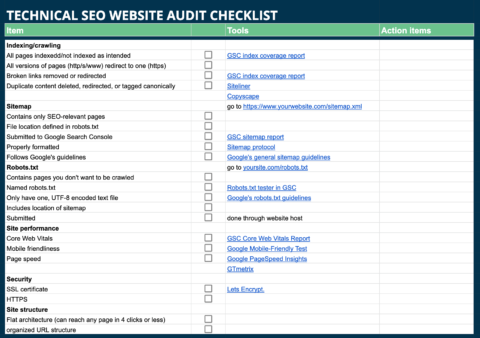 TECHNICAL SEO WEBSITE AUDIT CHECKLIST
Item Tools Action items
Indexing/crawling
All pages indexedd/not indexed as intended GSC index coverage report
All versions of pages (http/s/www) redirect to one (https)
Broken links removed or redirected GSC index coverage report
Duplicate content deleted, redirected, or tagged canonically Siteliner
Copyscape
Sitemap go to https://www.yourwebsite.com/sitemap.xml
Contains only SEO-relevant pages
File location defined in robots.txt
Submitted to Google Search Console GSC sitemap report
Properly formatted Sitemap protocol
Follows Google's guidelines Google's general sitemap guidelines
Robots.txt go to yoursite.com/robots.txt
Contains pages you don't want to be crawled
Named robots.txt Robots.txt tester in GSC
Only have one, UTF-8 encoded text file Google's robots.txt guidelines
Includes location of sitemap
Submitted done through website host
Site performance
Core Web Vitals GSC Core Web Vitals Report
Mobile friendliness Google Mobile-Friendly Test
Page speed Google PageSpeed Insights
GTmetrix
Security
SSL certificate Lets Encrypt.
HTTPS
Site structure
Flat architecture (can reach any page in 4 clicks or less)
organized URL structure